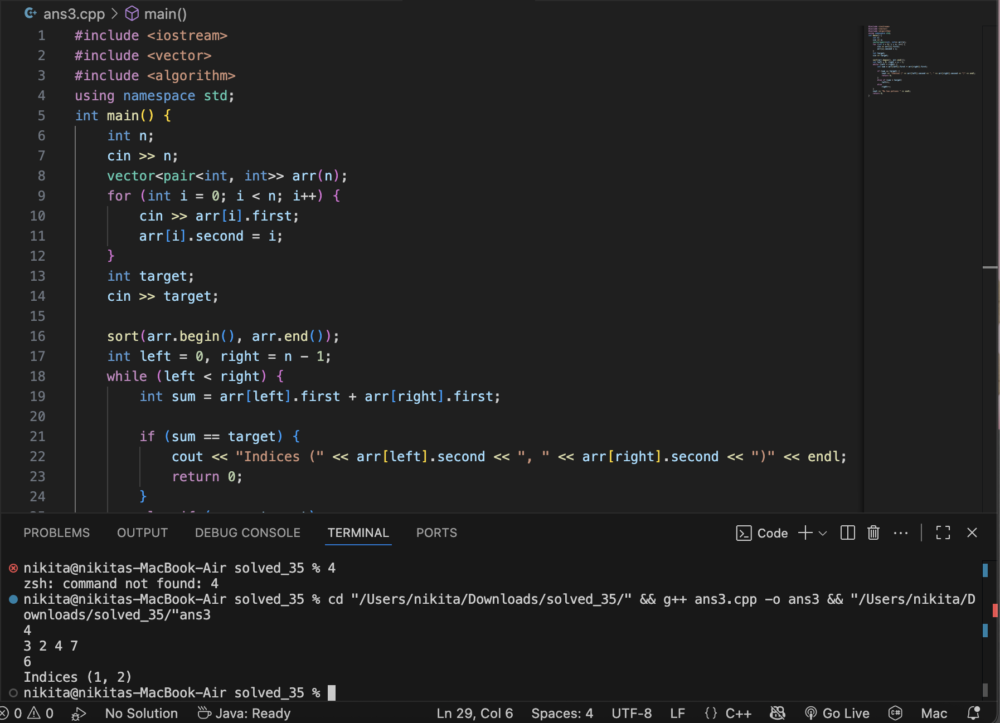 ans3.cpp > main()
1 #include <iostream>
2 #include <vector>
3 #include <algorithm>
4 using namespace std;
5 int main() {
6     int n;
7     cin >> n;
8     vector<pair<int, int>> arr(n);
9     for (int i = 0; i < n; i++) {
10         cin >> arr[i].first;
11         arr[i].second = i;
12     }
13     int target;
14     cin >> target;
15
16     sort(arr.begin(), arr.end());
17     int left = 0, right = n - 1;
18     while (left < right) {
19         int sum = arr[left].first + arr[right].first;
20
21         if (sum == target) {
22             cout << "Indices (" << arr[left].second << ", " << arr[right].second << ")" << endl;
23             return 0;
24         }
PROBLEMS OUTPUT DEBUG CONSOLE TERMINAL PORTS Code
nikita@nikitas-MacBook-Air solved_35 % 4
zsh: command not found: 4
nikita@nikitas-MacBook-Air solved_35 % cd "/Users/nikita/Downloads/solved_35/" && g++ ans3.cpp -o ans3 && "/Users/nikita/D
ownloads/solved_35/"ans3
4
3 2 4 7
6
Indices (1, 2)
nikita@nikitas-MacBook-Air solved_35 %
0 0 No Solution Java: Ready Ln 29, Col 6 Spaces: 4 UTF-8 LF {} C++ Go Live Mac